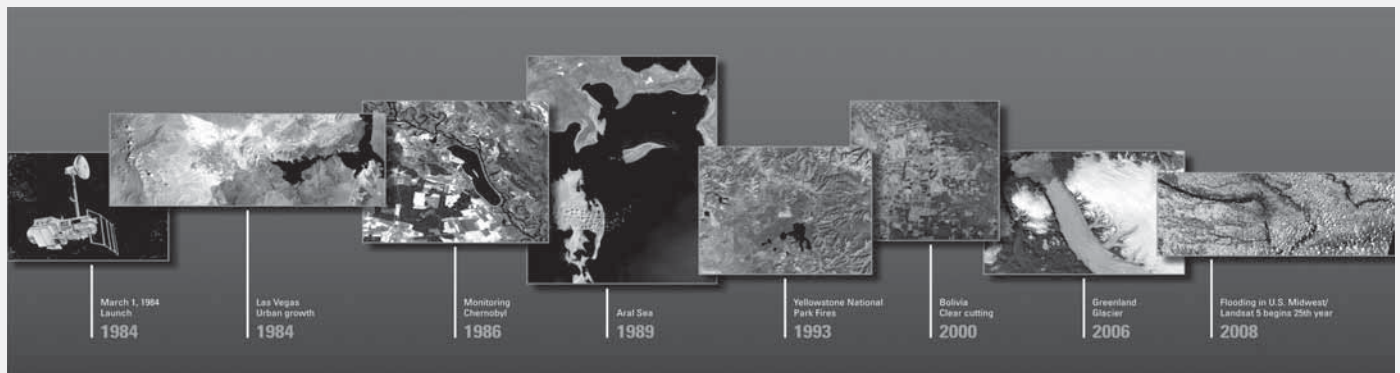 March 1, 1984
Launch
1984
Las Vegas
Urban growth
1984
Monitoring
Chernobyl
1986
Aral Sea
1989
Yellowstone National
Park Fires
1993
Bolivia
Clear cutting
2000
Greenland
Glacier
2006
Flooding in U.S. Midwest/
Landsat 5 begins 25th year
2008